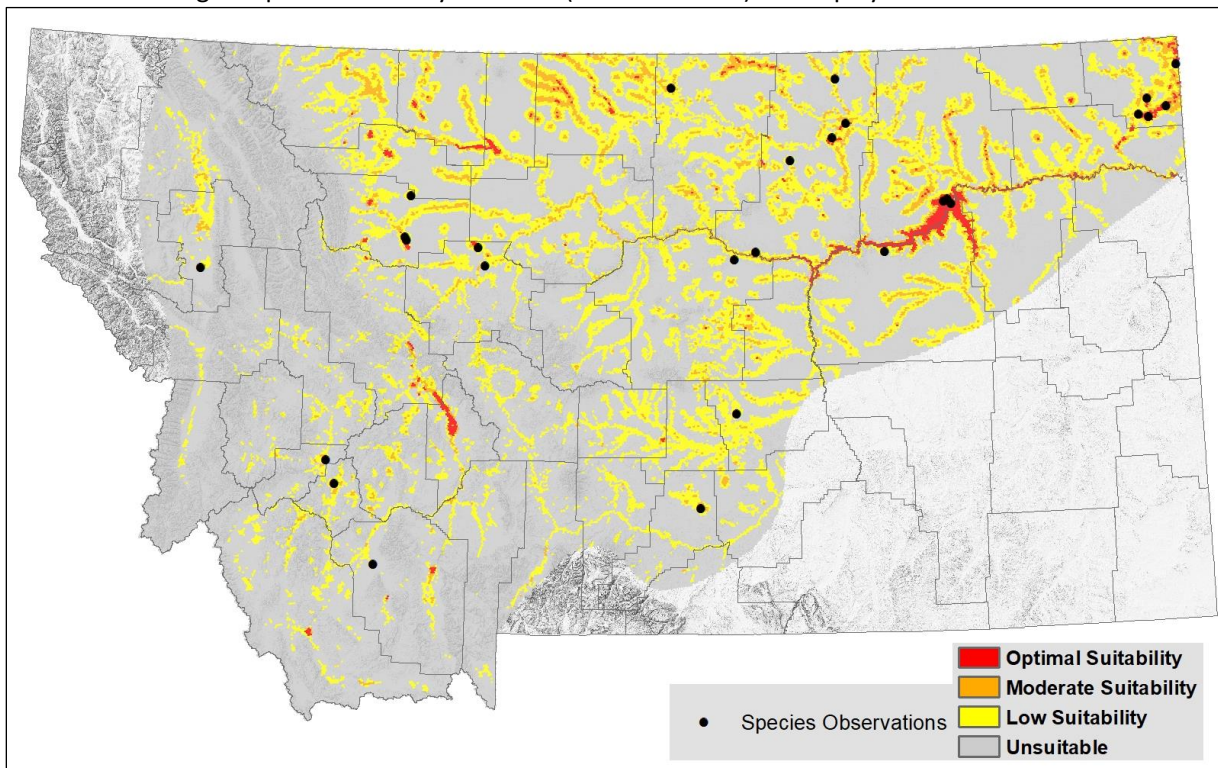 Species Observations
Optimal Suitability
Moderate Suitability
Low Suitability
Unsuitable